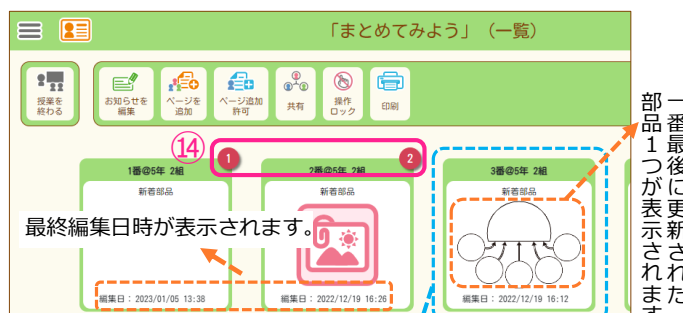 「まとめてみよう」（一覧）
授業を
終わる
お知らせを
編集
ページを
追加
ページ追加
許可
共有
操作
ロック
印刷
⑭
1
2
1番@5年 2組
2番@5年 2組
3番@5年 2組
新着部品
新着部品
新着部品
最終編集日時が表示されます。
編集日：2023/01/05 13:38
編集日：2022/12/19 16:26
編集日：2022/12/19 16:12
一番最後に更新された
部品１つが表示されます